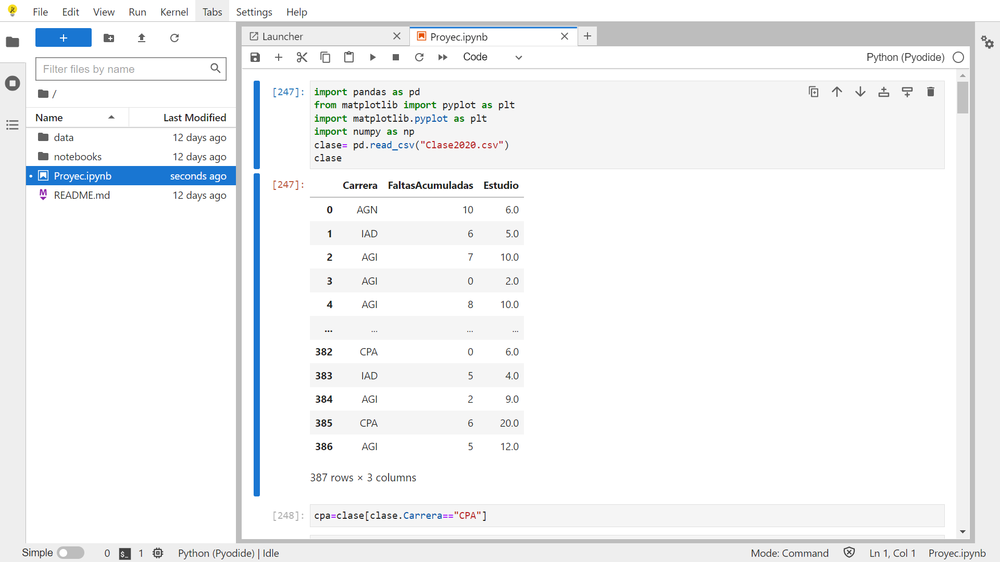 File Edit View Run Kernel Tabs Settings Help
+
Filter files by name
/
Name Last Modified
data 12 days ago
notebooks 12 days ago
Proyec.ipynb seconds ago
README.md 12 days ago
Launcher
Proyec.ipynb
Code
Python (Pyodide)
[247]:
import pandas as pd
from matplotlib import pyplot as plt
import matplotlib.pyplot as plt
import numpy as np
clase= pd.read_csv("Clase2020.csv")
clase
[247]:
Carrera FaltasAcumuladas Estudio
0 AGN 10 6.0
1 IAD 6 5.0
2 AGI 7 10.0
3 AGI 0 2.0
4 AGI 8 10.0
... ... ... ...
382 CPA 0 6.0
383 IAD 5 4.0
384 AGI 2 9.0
385 CPA 6 20.0
386 AGI 5 12.0
387 rows × 3 columns
[248]: cpa=clase[clase.Carrera=="CPA"]
Simple 0 $_ 1 Python (Pyodide) | Idle Mode: Command Ln 1, Col 1 Proyec.ipynb